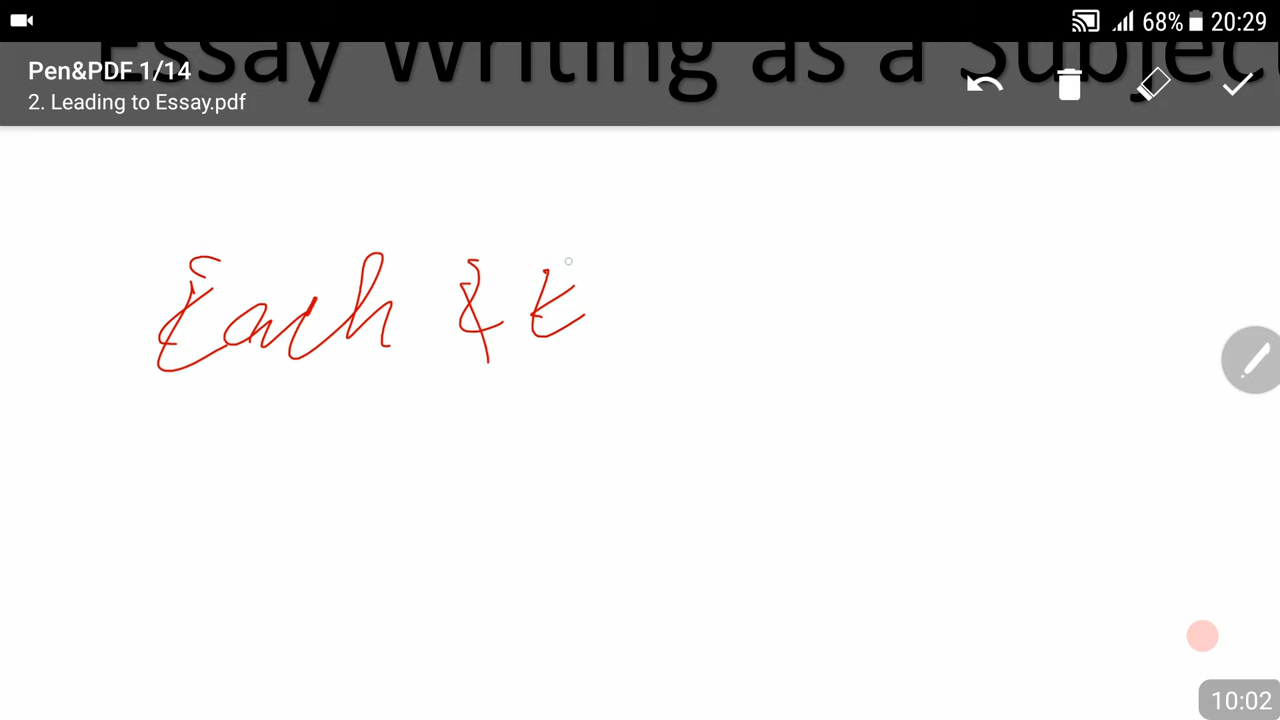 68% 20:29
Essay Writing as a Subject
Pen&PDF 1/14
2. Leading to Essay.pdf
Each & E
10:02